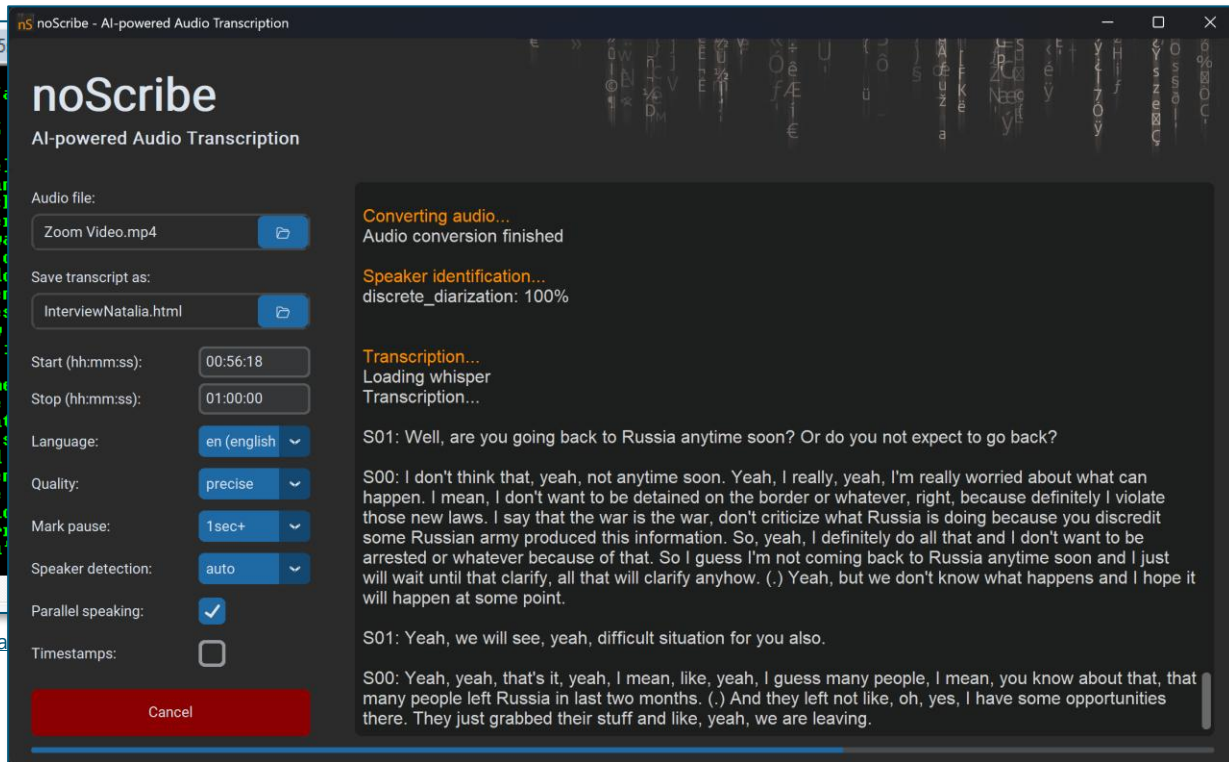 noScribe - AI-powered Audio Transcription
noScribe
AI-powered Audio Transcription
Audio file:
Zoom Video.mp4
Save transcript as:
InterviewNatalia.html
Start (hh:mm:ss):
00:56:18
Stop (hh:mm:ss):
01:00:00
Language:
en (english
Quality:
precise
Mark pause:
1sec+
Speaker detection:
auto
Parallel speaking:
Timestamps:
Cancel
Converting audio...
Audio conversion finished
Speaker identification...
discrete_diarization: 100%
Transcription...
Loading whisper
Transcription...
S01: Well, are you going back to Russia anytime soon? Or do you not expect to go back?
S00: I don't think that, yeah, not anytime soon. Yeah, I really, yeah, I'm really worried about what can
happen. I mean, I don't want to be detained on the border or whatever, right, because definitely I violate
those new laws. I say that the war is the war, don't criticize what Russia is doing because you discredit
some Russian army produced this information. So, yeah, I definitely do all that and I don't want to be
arrested or whatever because of that. So I guess I'm not coming back to Russia anytime soon and I just
will wait until that clarify, all that will clarify anyhow. (.) Yeah, but we don't know what happens and I hope it
will happen at some point.
S01: Yeah, we will see, yeah, difficult situation for you also.
S00: Yeah, yeah, that's it, yeah, I mean, like, yeah, I guess many people, I mean, you know about that, that
many people left Russia in last two months. (.) And they left not like, oh, yes, I have some opportunities
there. They just grabbed their stuff and like, yeah, we are leaving.